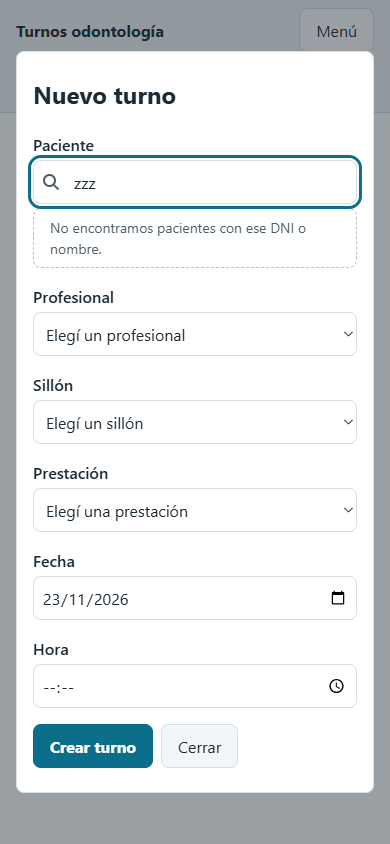 Turnos odontología
Menú
Nuevo turno
Paciente
zzz
No encontramos pacientes con ese DNI o
nombre.
Profesional
Elegí un profesional
Sillón
Elegí un sillón
Prestación
Elegí una prestación
Fecha
23/11/2026
Hora
--:--
Crear turno
Cerrar